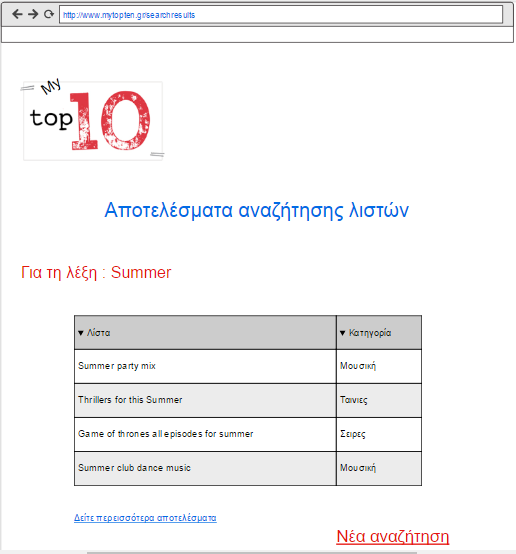 http://www.mytopten.gr/searchresults
My
top 10
Αποτελέσματα αναζήτησης λιστών
Για τη λέξη : Summer
▼ Λίστα ▼ Κατηγορία
Summer party mix Μουσική
Thrillers for this Summer Ταινιες
Game of thrones all episodes for summer Σειρες
Summer club dance music Μουσική
Δείτε περεισσότερα αποτελέσματα
Νέα αναζήτηση